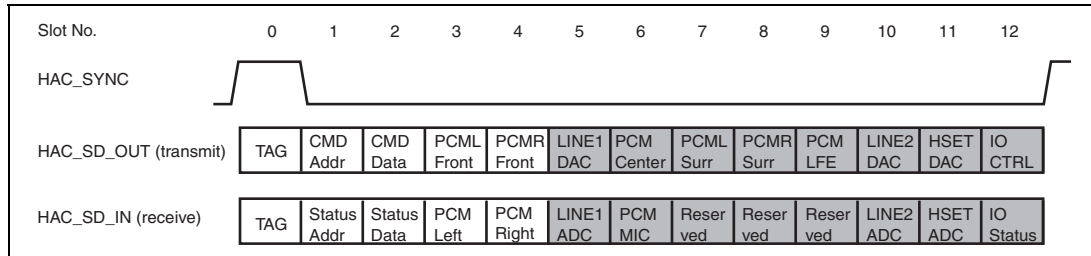 Slot No. 0 1 2 3 4 5 6 7 8 9 10 11 12
HAC_SYNC
HAC_SD_OUT (transmit) TAG CMD Addr CMD Data PCML Front PCMR Front LINE1 DAC PCM Center PCML Surr PCMR Surr PCM LFE LINE2 DAC HSET DAC IO CTRL
HAC_SD_IN (receive) TAG Status Addr Status Data PCM Left PCM Right LINE1 ADC PCM MIC Reser ved Reser ved Reser ved LINE2 ADC HSET ADC IO Status